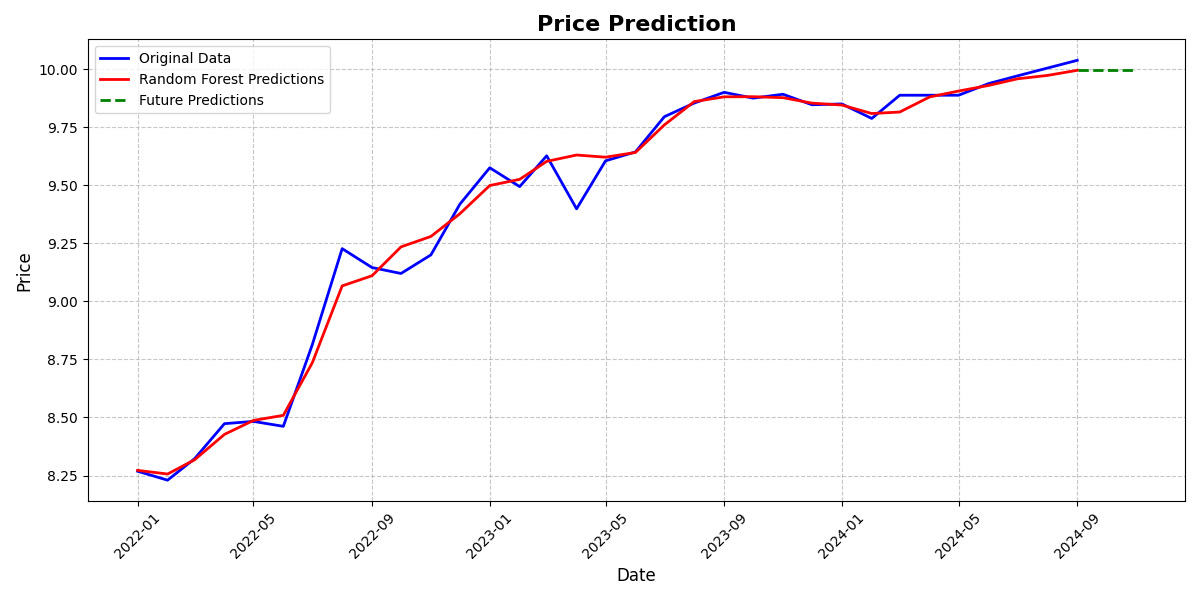 Price Prediction
Original Data
Random Forest Predictions
Future Predictions
Price
10.00
9.75
9.50
9.25
9.00
8.75
8.50
8.25
2022-01
2022-05
2022-09
2023-01
2023-05
2023-09
2024-01
2024-05
2024-09
Date